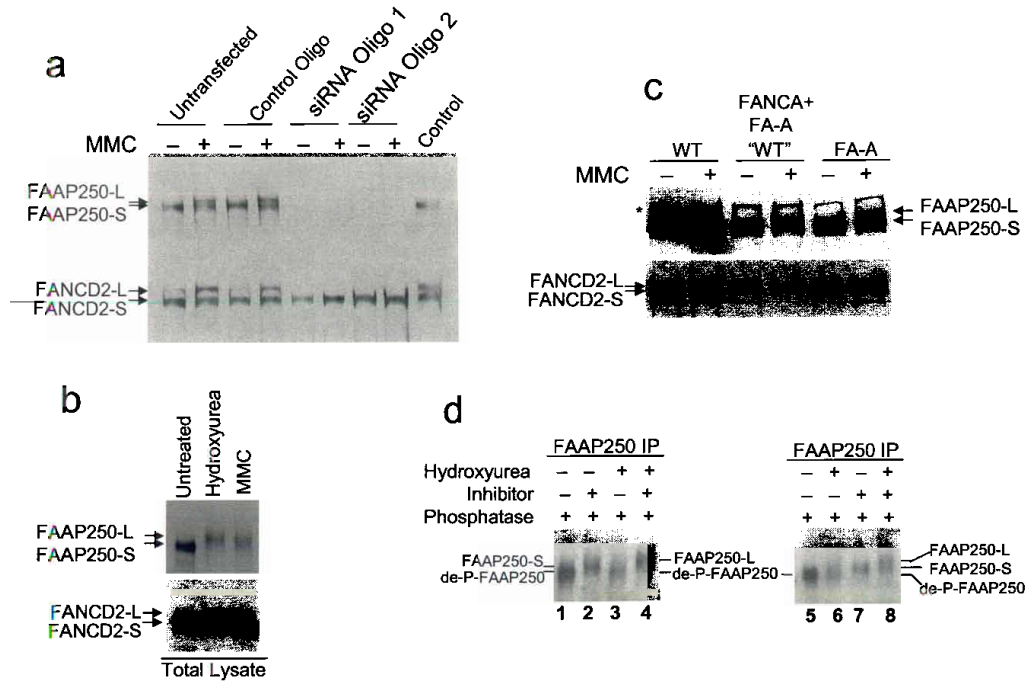 a
Untransfected
Control Oligo
siRNA Oligo 1
siRNA Oligo 2
Control
MMC − + − + − + − +
FAAP250-L
FAAP250-S
FANCD2-L
FANCD2-S
b
Untreated
Hydroxyurea
MMC
FAAP250-L
FAAP250-S
FANCD2-L
FANCD2-S
Total Lysate
c
FANCA+
FA-A
WT "WT" FA-A
MMC − + − + − +
*
FAAP250-L
FAAP250-S
FANCD2-L
FANCD2-S
d
FAAP250 IP
Hydroxyurea − − + +
Inhibitor − + − +
Phosphatase + + + +
FAAP250-S
de-P-FAAP250
FAAP250-L
de-P-FAAP250
1 2 3 4
FAAP250 IP
− + − +
− − + +
+ + + +
FAAP250-L
FAAP250-S
de-P-FAAP250
5 6 7 8